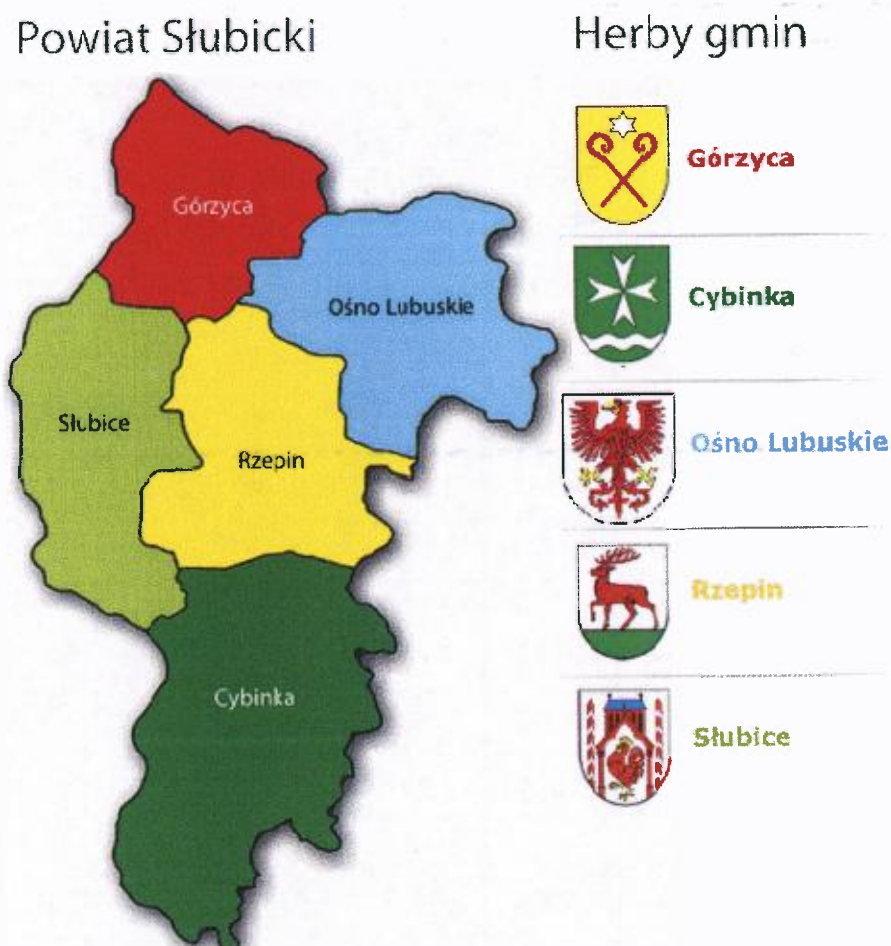 Powiat Słubicki
Herby gmin
Górzyca
Ośno Lubuskie
Słubice
Rzepin
Cybinka
Górzyca
Cybinka
Ośno Lubuskie
Rzepin
Słubice